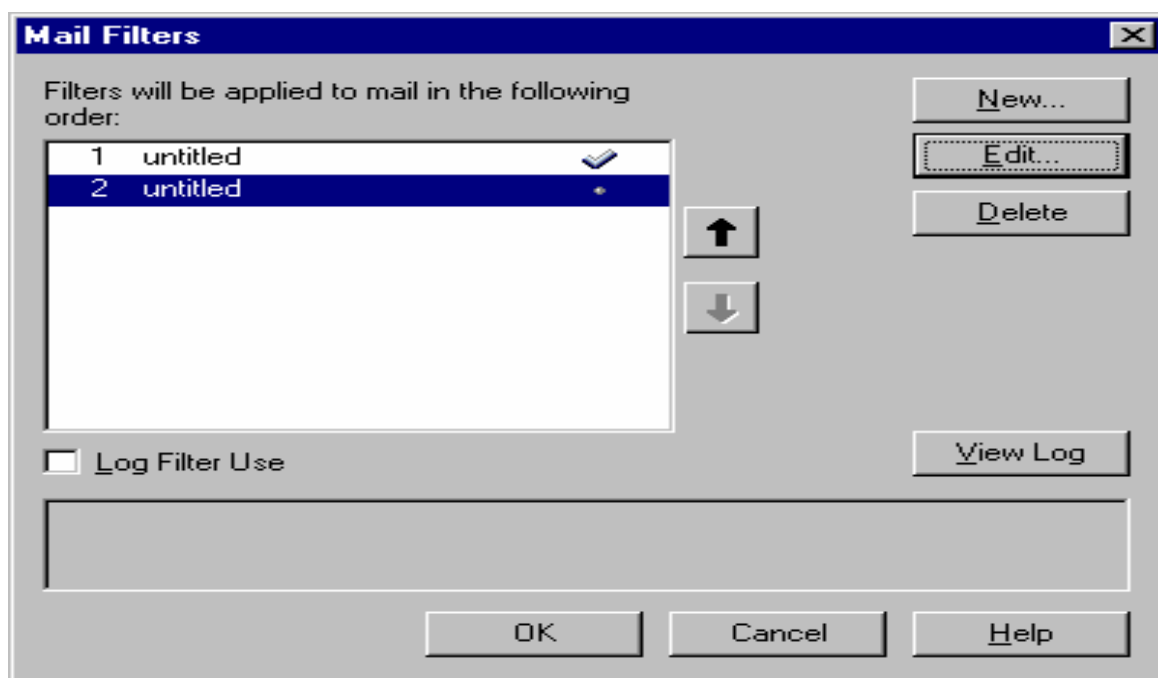 Mail Filters
Filters will be applied to mail in the following
order:
New...
1 untitled
Edit...
2 untitled
Delete
Log Filter Use
View Log
OK
Cancel
Help